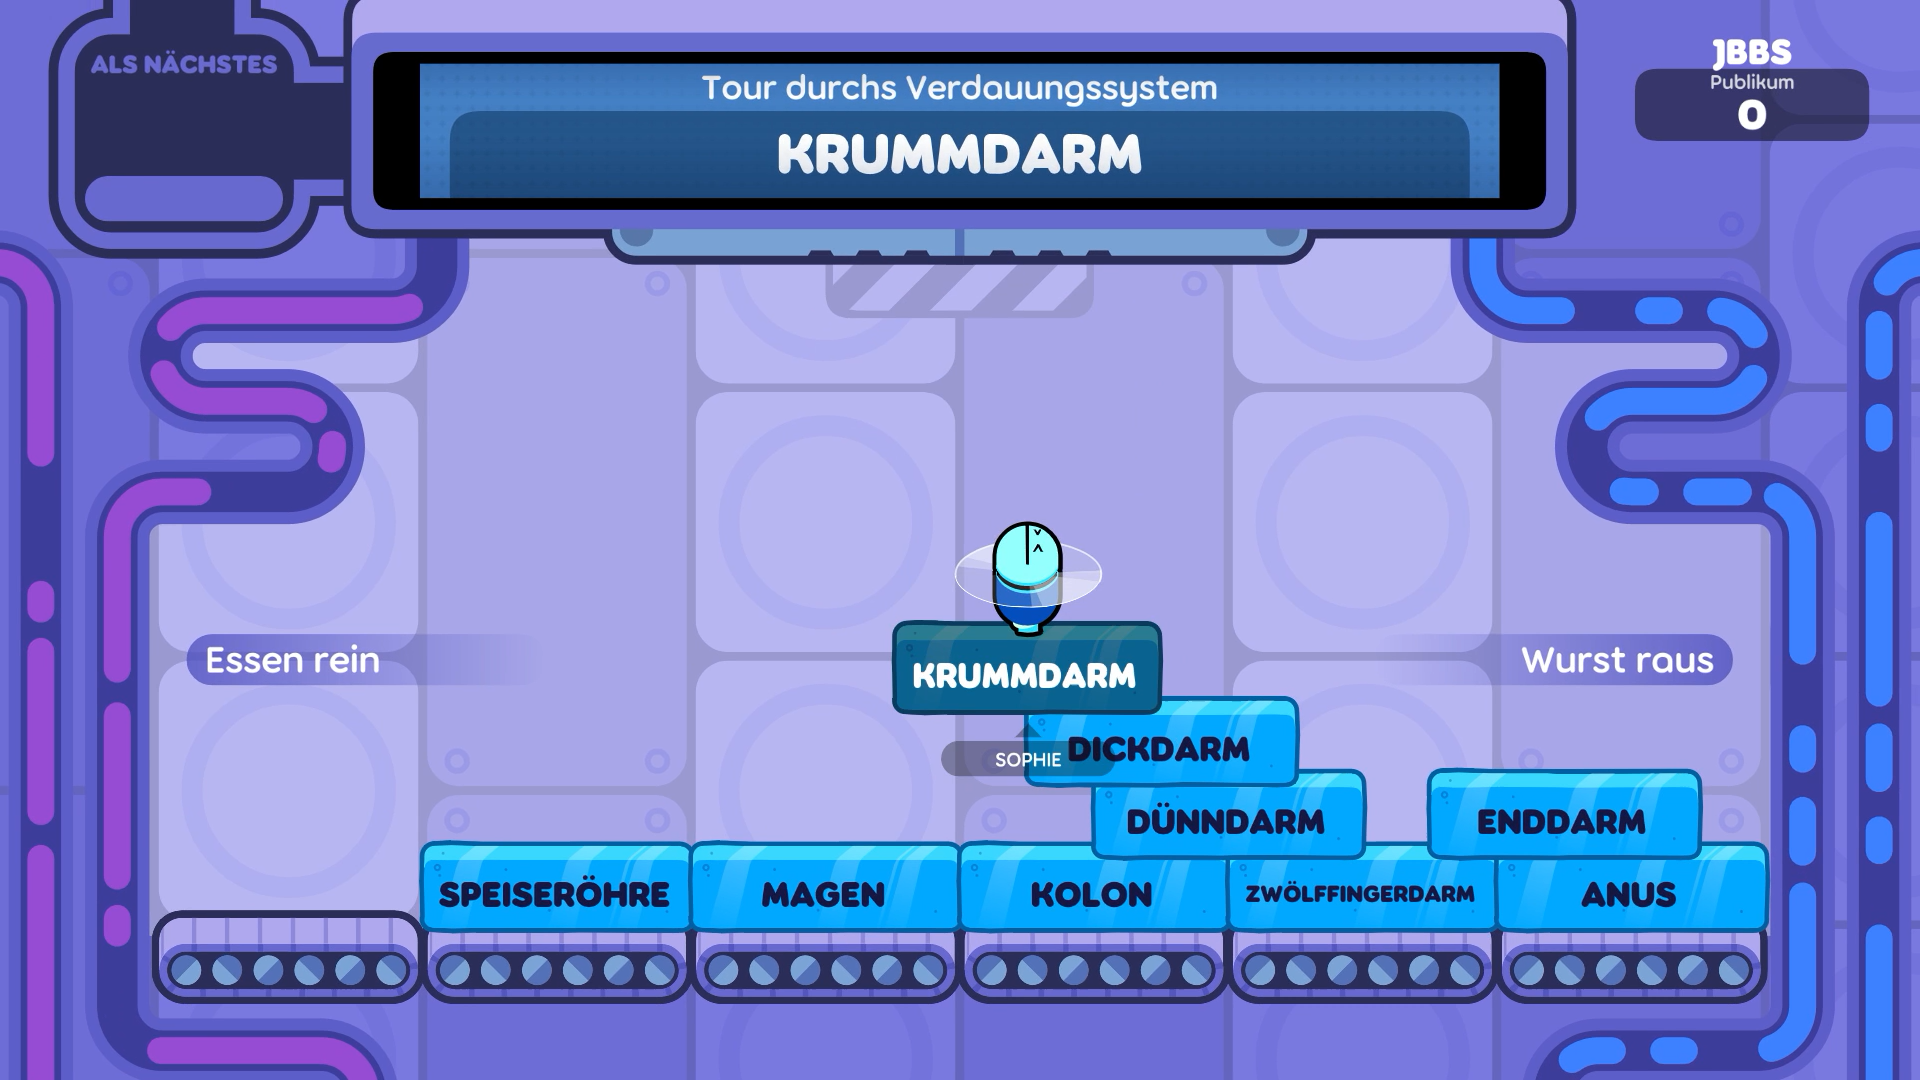 ALS NÄCHSTES
Tour durchs Verdauungssystem
KRUMMDARM
JBBS
Publikum
0
Essen rein
Wurst raus
KRUMMDARM
SOPHIE
DICKDARM
DÜNNDARM
ENDDARM
SPEISERÖHRE
MAGEN
KOLON
ZWÖLFFINGERDARM
ANUS